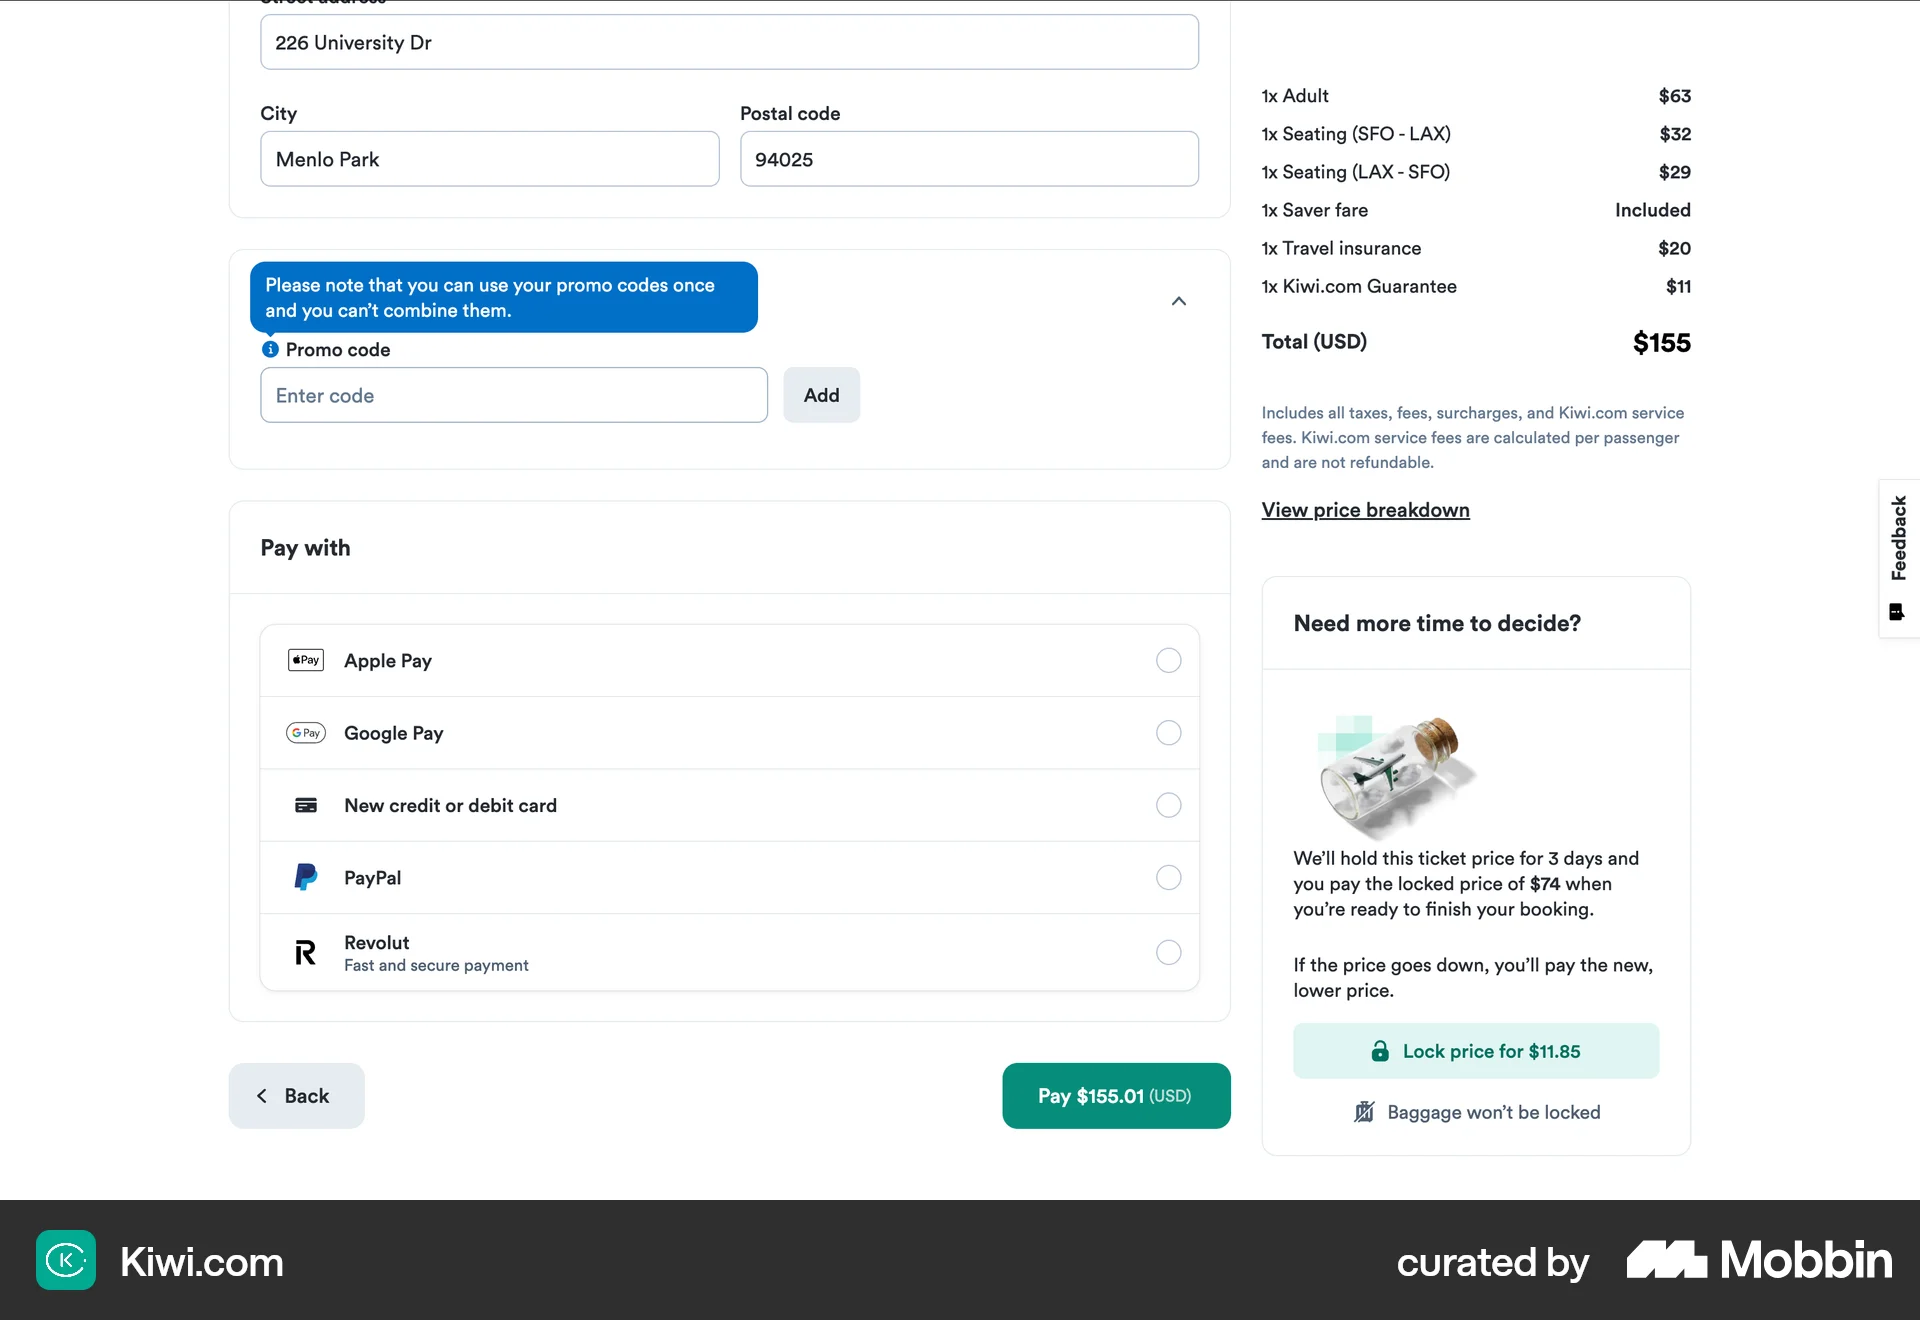 Street address
226 University Dr
City
Postal code
Menlo Park
94025
Please note that you can use your promo codes once
and you can't combine them.
Promo code
Enter code
Add
Pay with
Pay
Apple Pay
G Pay
Google Pay
New credit or debit card
PayPal
Revolut
Fast and secure payment
Back
Pay $155.01 (USD)
1x Adult $63
1x Seating (SFO - LAX) $32
1x Seating (LAX - SFO) $29
1x Saver fare Included
1x Travel insurance $20
1x Kiwi.com Guarantee $11
Total (USD) $155
Includes all taxes, fees, surcharges, and Kiwi.com service
fees. Kiwi.com service fees are calculated per passenger
and are not refundable.
View price breakdown
Need more time to decide?
We'll hold this ticket price for 3 days and
you pay the locked price of $74 when
you're ready to finish your booking.
If the price goes down, you'll pay the new,
lower price.
Lock price for $11.85
Baggage won't be locked
Feedback
Kiwi.com
curated by
Mobbin